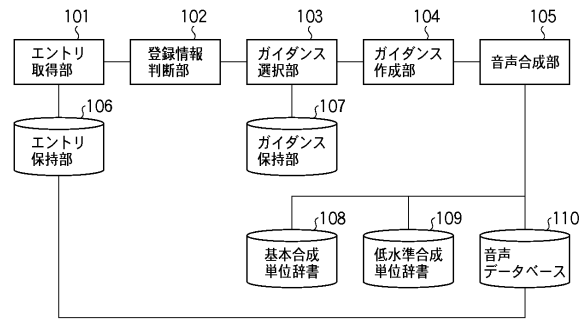 101
102
103
104
105
エントリ
取得部
登録情報
判断部
ガイダンス
選択部
ガイダンス
作成部
音声合成部
106
107
エントリ
保持部
ガイダンス
保持部
108
109
110
基本合成
単位辞書
低水準合成
単位辞書
音声
データベース